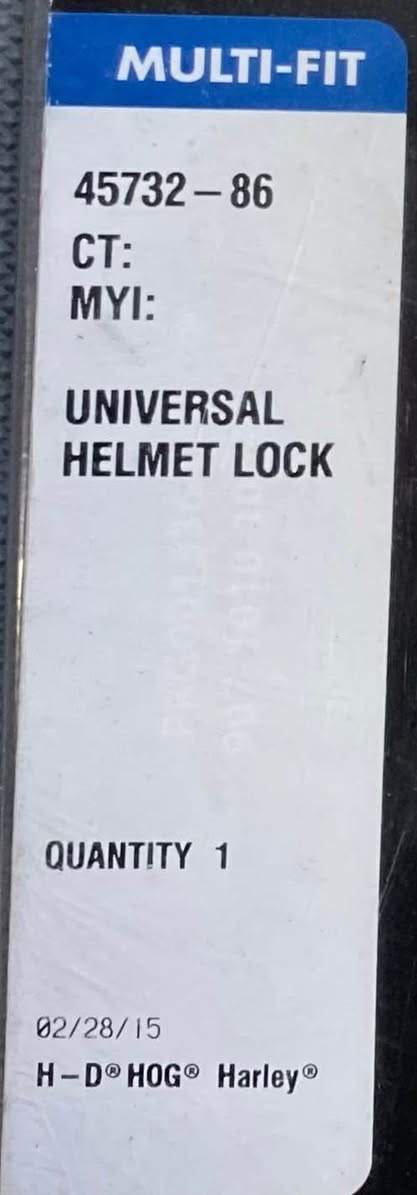 MULTI-FIT
45732-86
CT:
MYI:
UNIVERSAL
HELMET LOCK
QUANTITY 1
02/28/15
H-D® HOG® Harley®